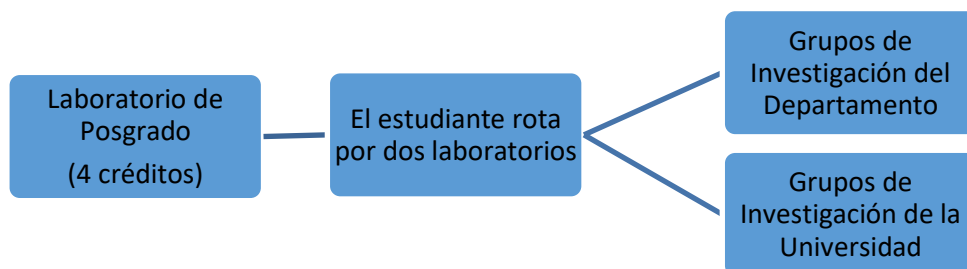 Laboratorio de
Posgrado
(4 créditos)
El estudiante rota
por dos laboratorios
Grupos de
Investigación del
Departamento
Grupos de
Investigación de la
Universidad